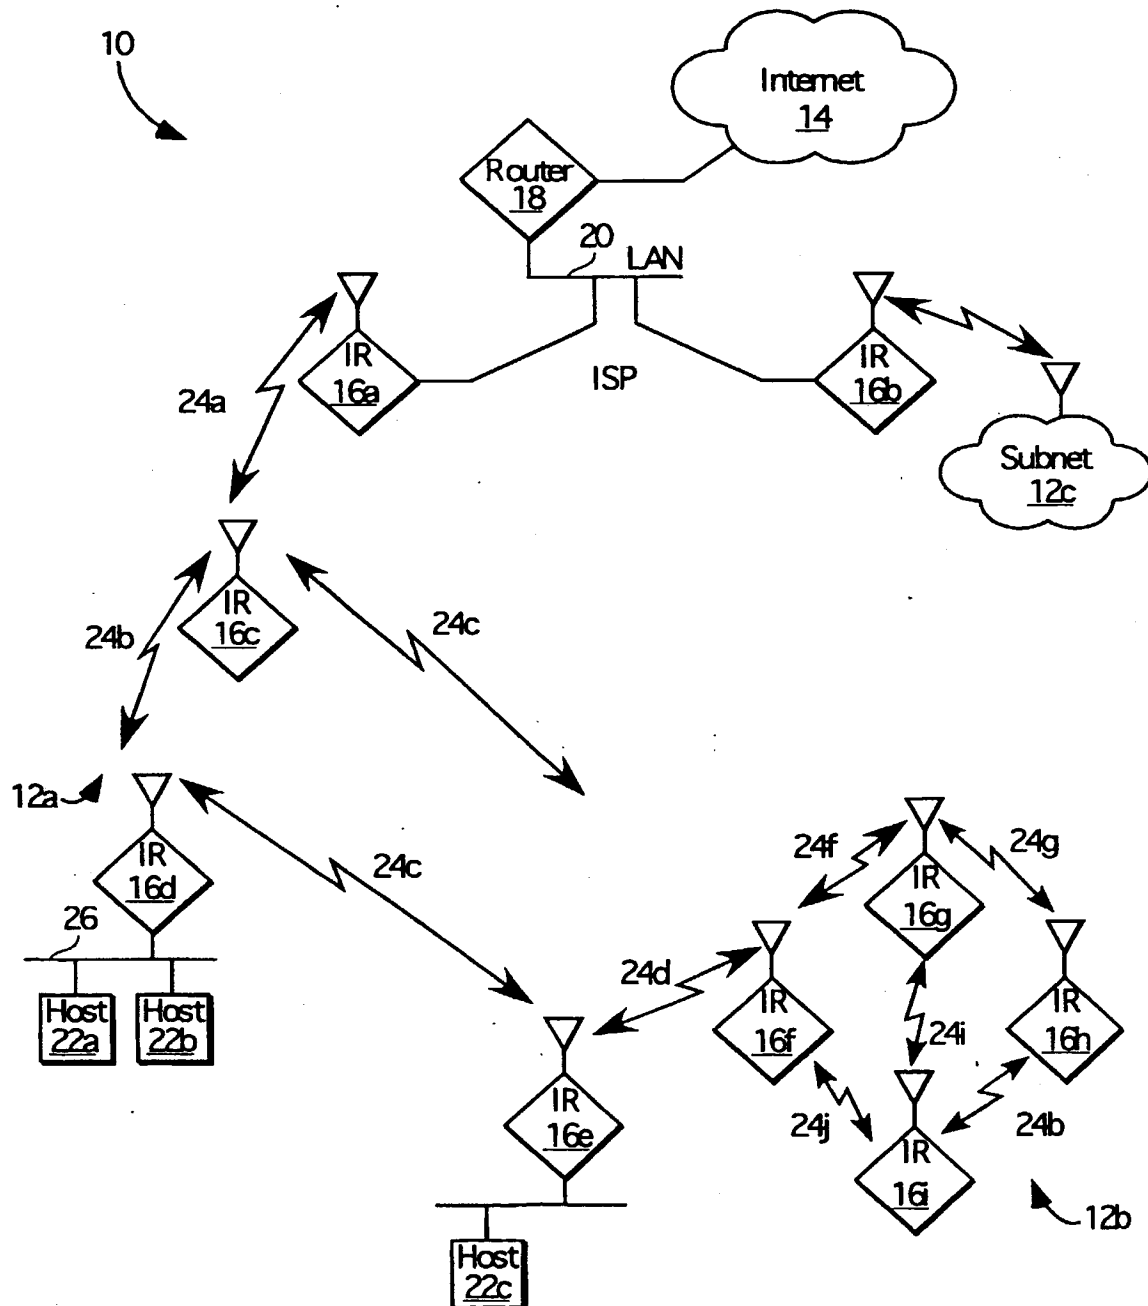 10
Internet
14
Router
18
20
LAN
IR
16a
ISP
IR
16b
24a
Subnet
12c
IR
16c
24b
24c
12a
IR
16d
24c
24f
24g
IR
16g
26
24d
Host
22a
Host
22b
IR
16f
24i
IR
16h
IR
16e
24j
24b
IR
16i
12b
Host
22c